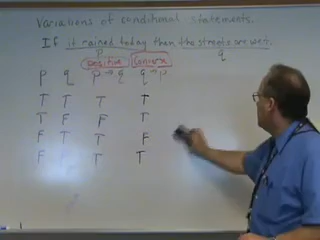 Variations of conditional statements.
If it rained today then the streets are wet.
p q
positive converse
p q p → q q → p
T T T T
T F F T
F T T F
F F T T